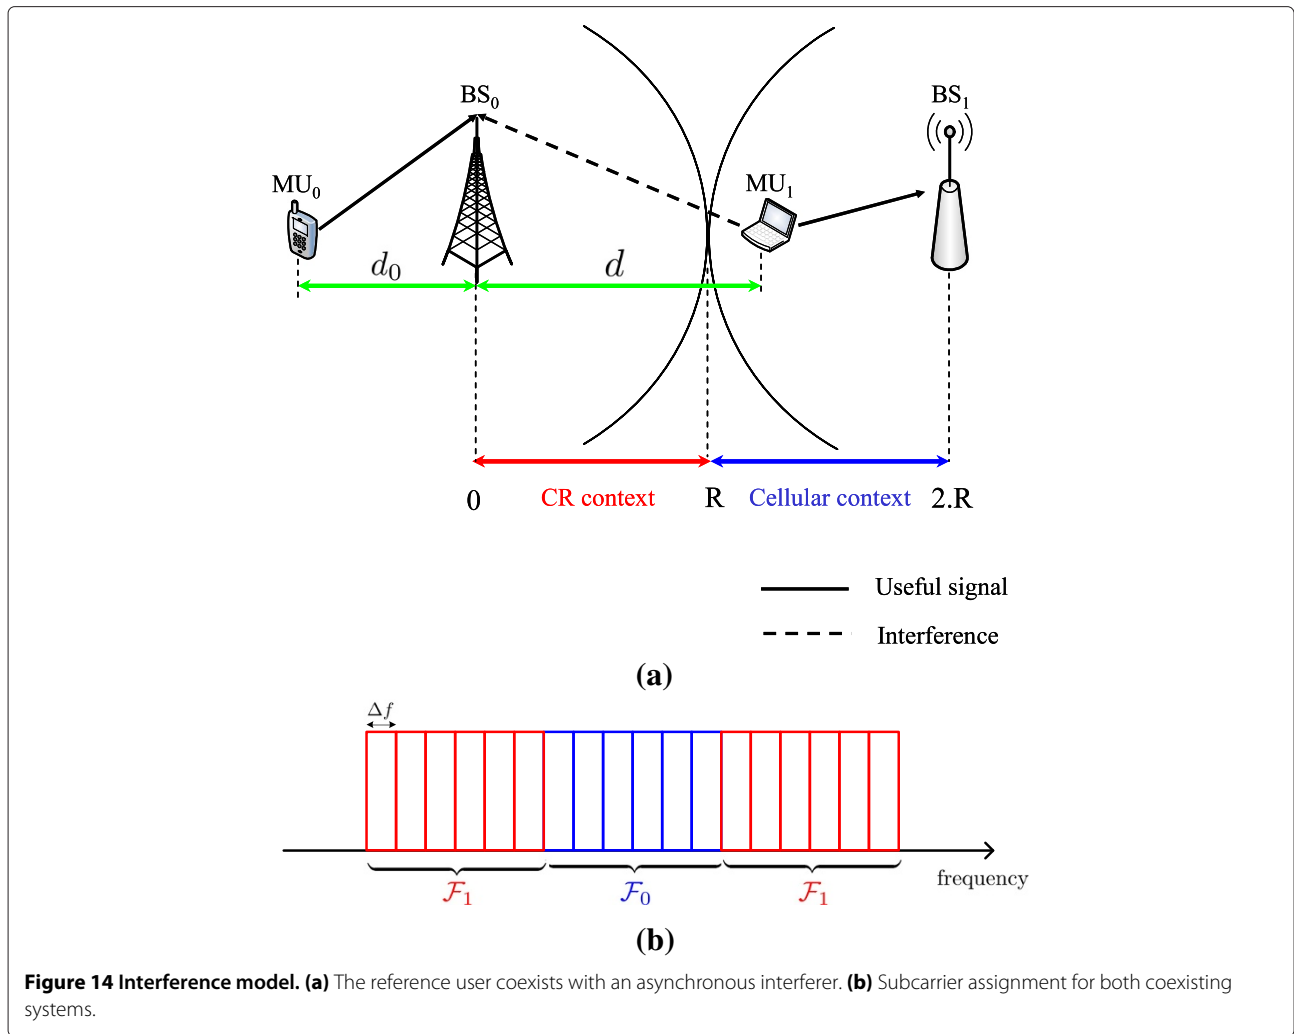 BS₀
BS₁
MU₀
MU₁
d₀
d
0
CR context
R
Cellular context
2.R
Useful signal
Interference
(a)
Δf
frequency
F₁
F₀
F₁
(b)
Figure 14 Interference model. (a) The reference user coexists with an asynchronous interferer. (b) Subcarrier assignment for both coexisting
systems.